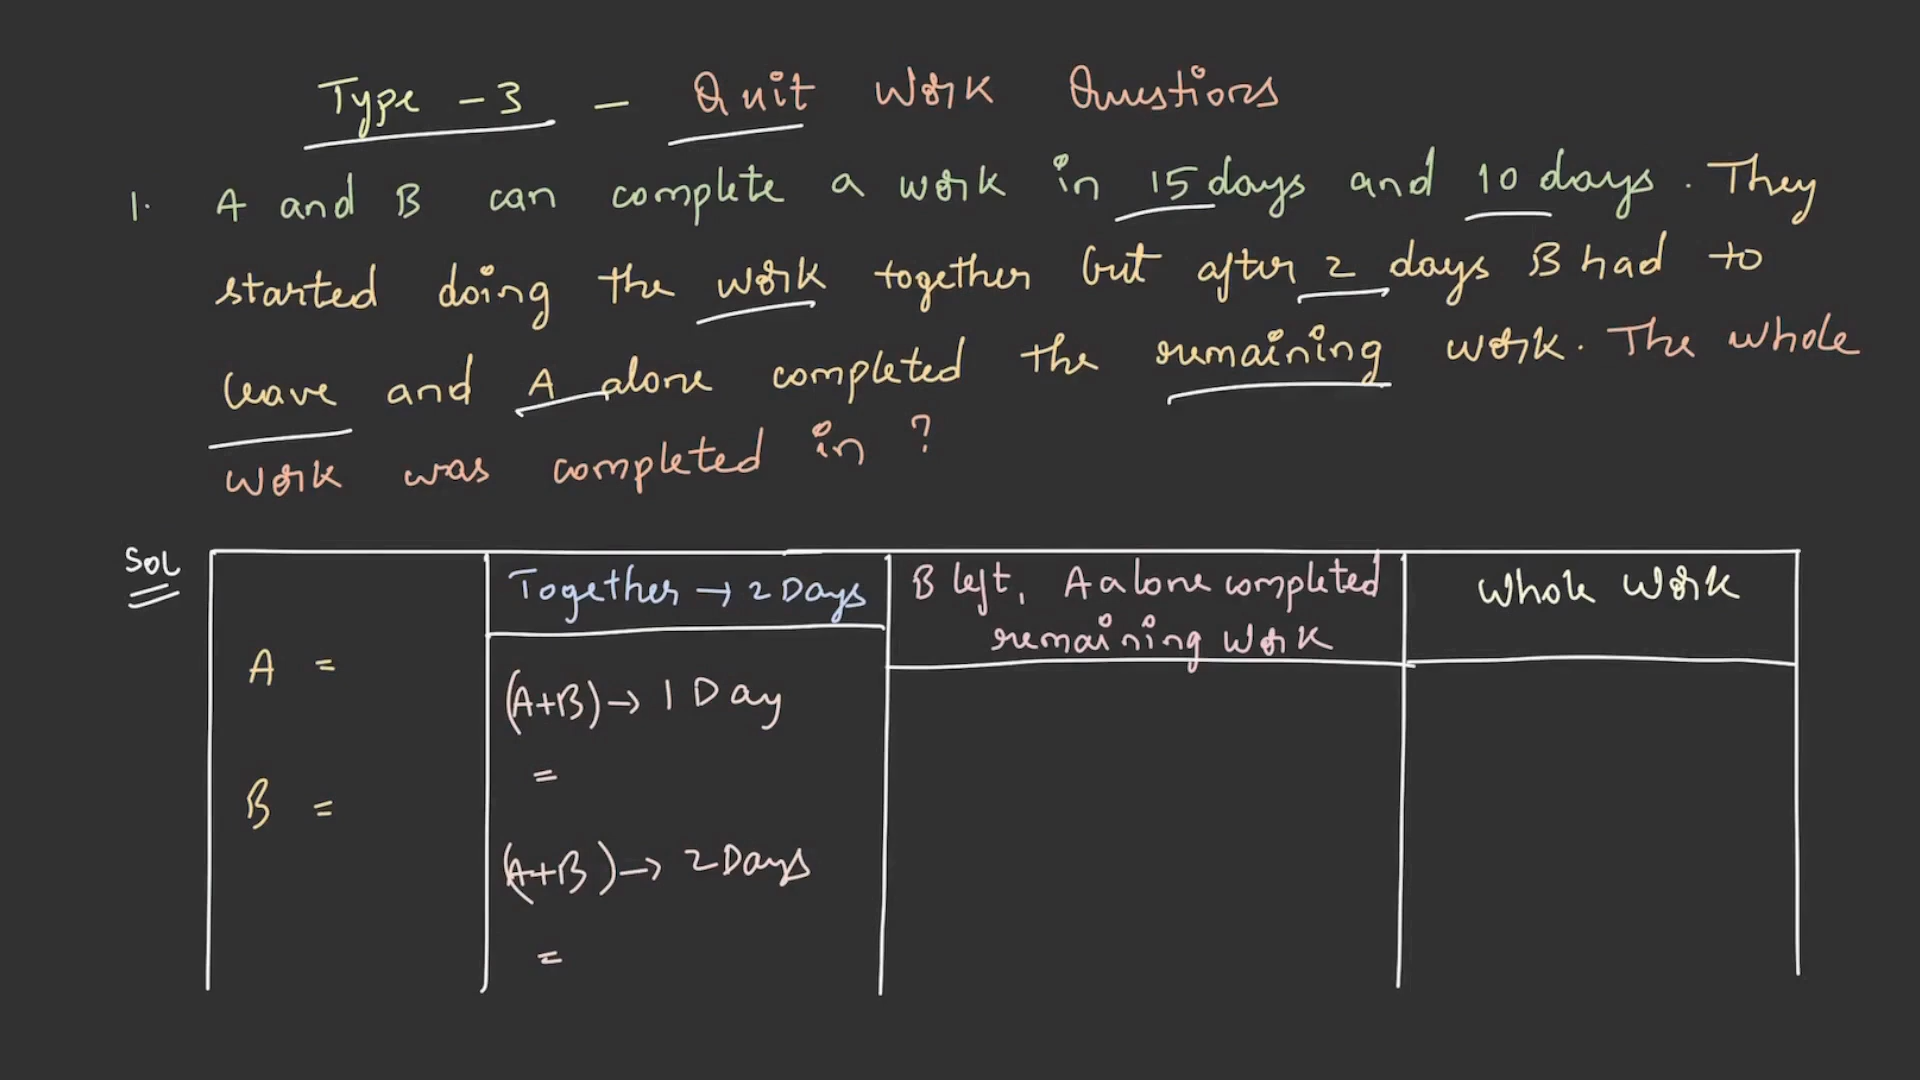 Type - 3 - Quit Work Questions
1. A and B can complete a work in 15 days and 10 days. They
started doing the work together but after 2 days B had to
leave and A alone completed the remaining work. The whole
work was completed in ?
Sol
Together → 2 Days
B left, A alone completed
remaining work
Whole Work
A =
B =
(A+B) → 1 Day
=
(A+B) → 2 Days
=